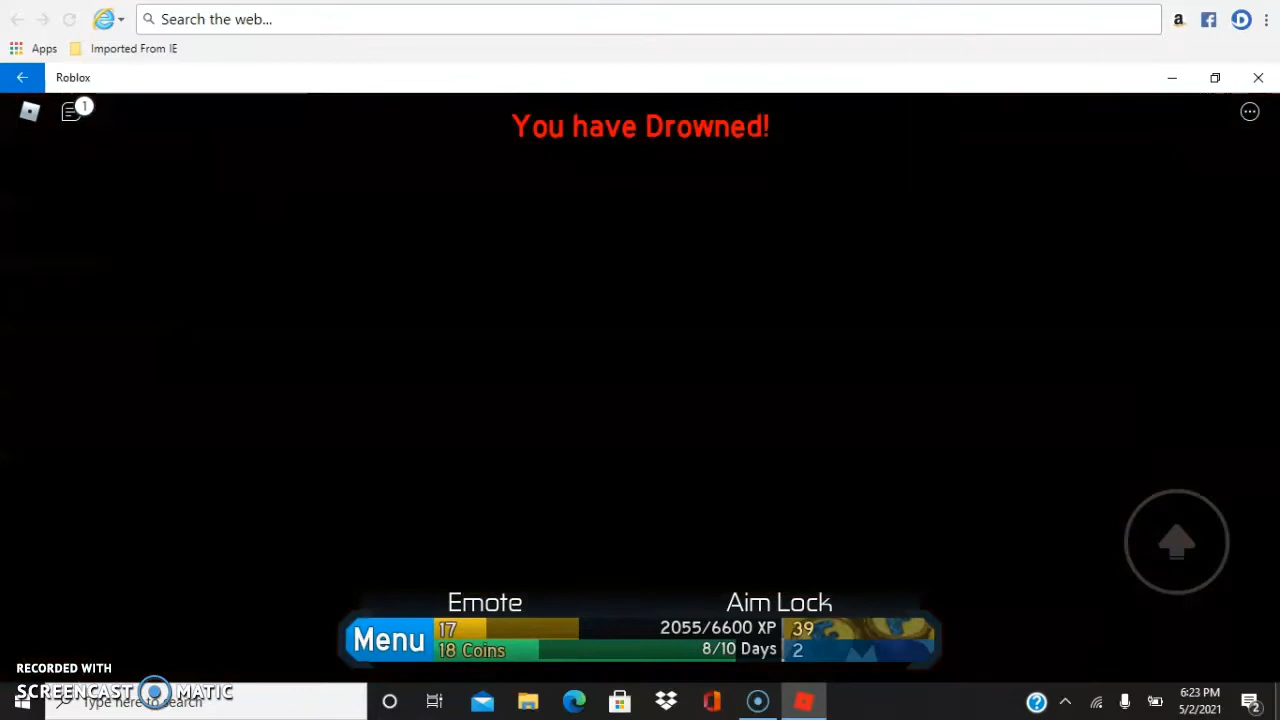 Search the web...
a
Apps
Imported From IE
Roblox
1
You have Drowned!
Emote
Aim Lock
Menu
17
2055/6600 XP
39
18 Coins
8/10 Days
2
RECORDED WITH
SCREENCAST MATIC
Type here to search
6:23 PM
5/2/2021
2